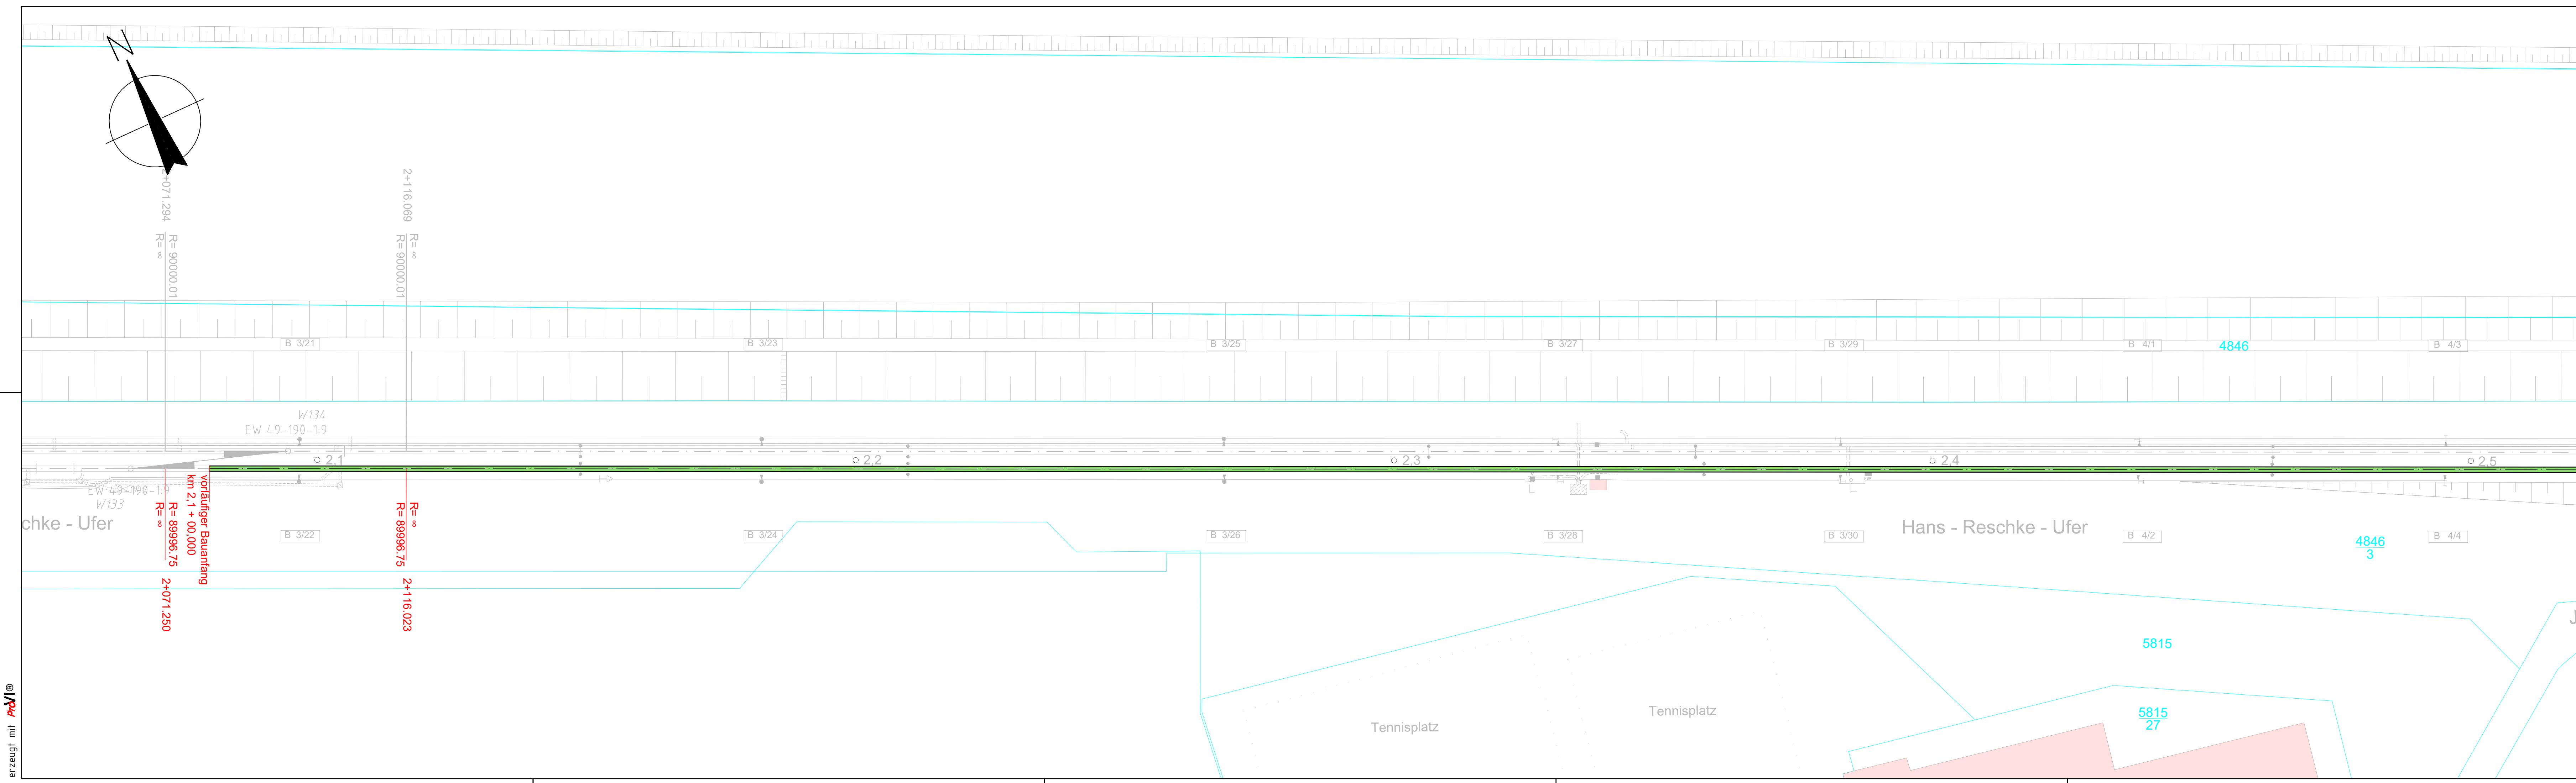 N
2+071.294
R= ∞
R= 90000.01
2+116.069
R= 90000.01
R= ∞
B 3/21
B 3/23
B 3/25
B 3/27
B 3/29
B 4/1
4846
B 4/3
W134
EW 49-190-1:9
2,1
2,2
2,3
2,4
2,5
EW 49-190-1:9
W133
chke - Ufer
R= ∞
R= 89996.75
2+071.250
km 2,1 + 00,000
vorläufiger Bauanfang
R= 89996.75
R= ∞
2+116.023
B 3/22
B 3/24
B 3/26
B 3/28
B 3/30
Hans - Reschke - Ufer
B 4/2
4846
3
B 4/4
J
5815
5815
27
Tennisplatz
Tennisplatz
erzeugt mit